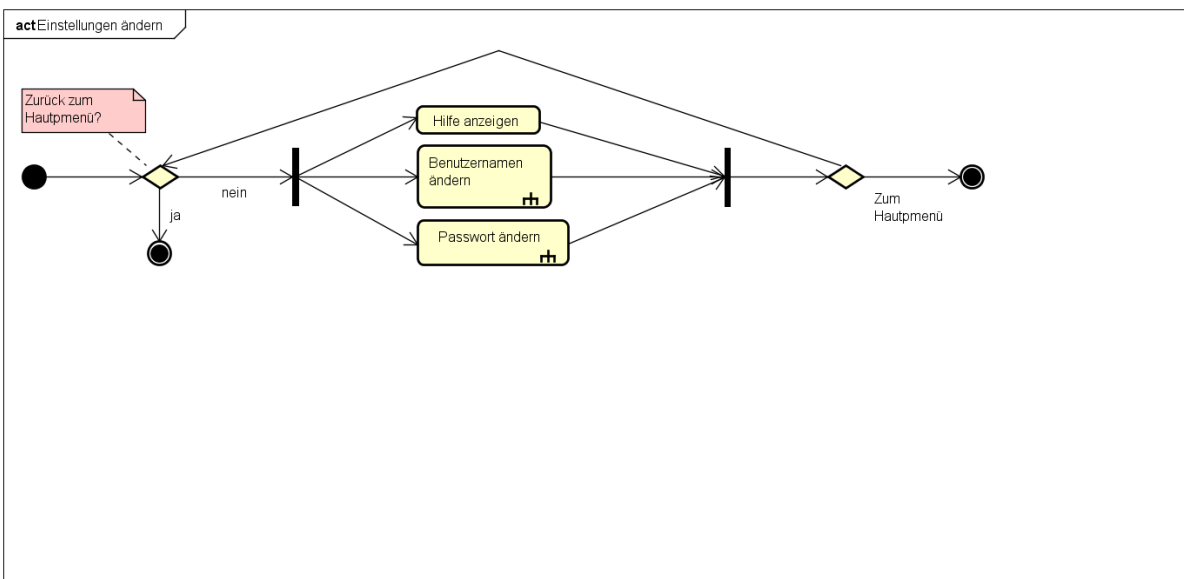 act Einstellungen ändern
Zurück zum
Hautpmenü?
Hilfe anzeigen
Benutzernamen
ändern
nein
Passwort ändern
ja
Zum
Hautpmenü